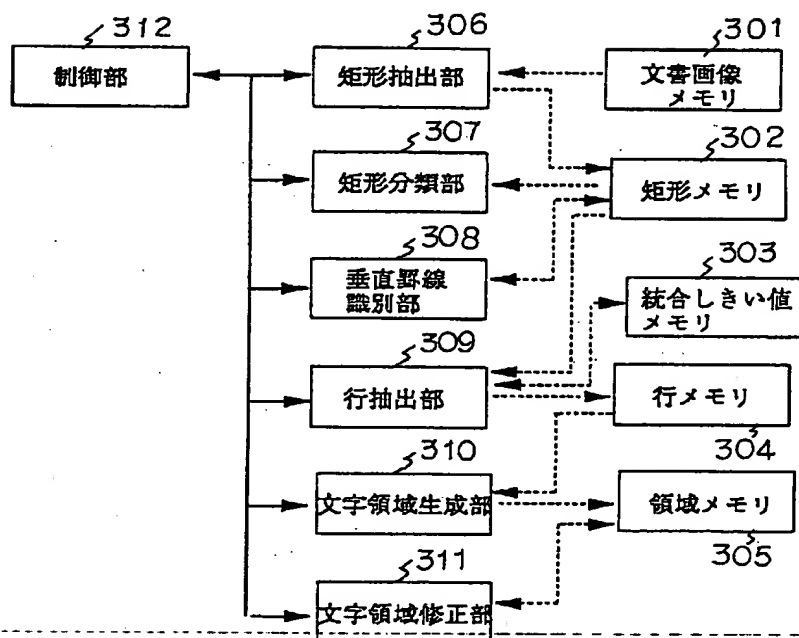 312
制御部
306
矩形抽出部
301
文書画像
メモリ
307
矩形分類部
302
矩形メモリ
308
垂直罫線
識別部
303
統合しきい値
メモリ
309
行抽出部
行メモリ
304
310
文字領域生成部
領域メモリ
305
311
文字領域修正部